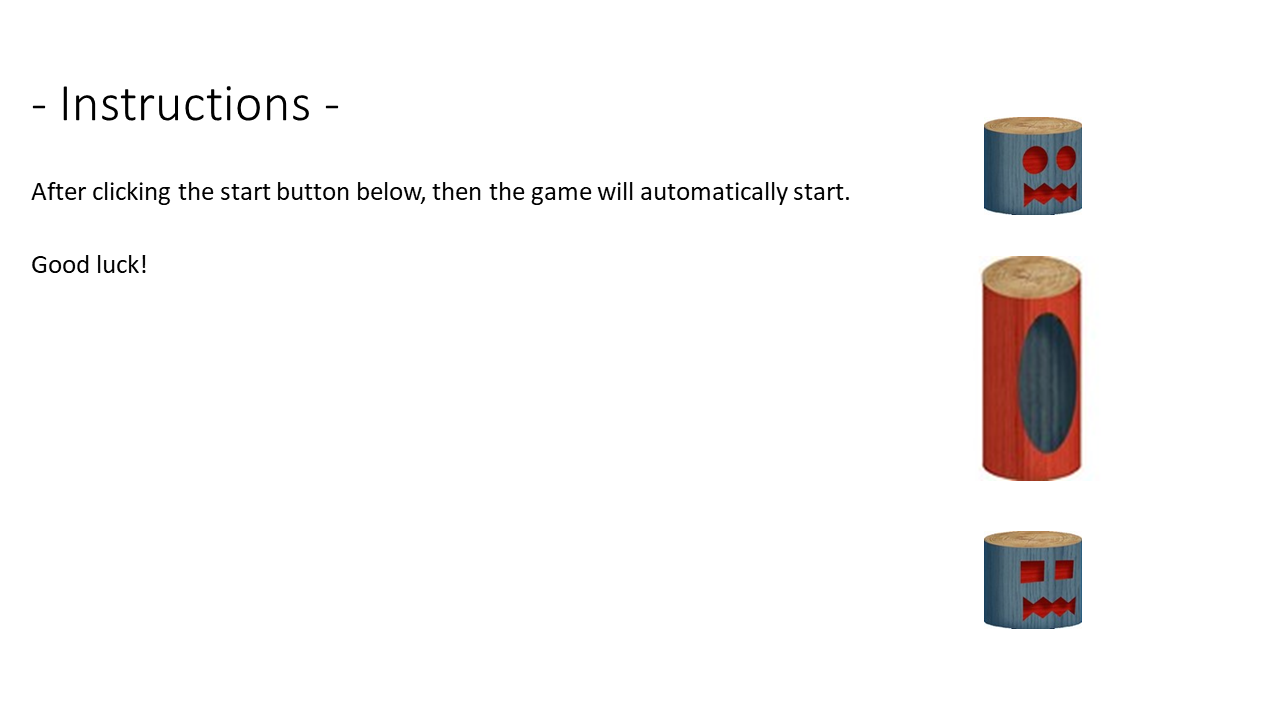 - Instructions -
After clicking the start button below, then the game will automatically start.
Good luck!